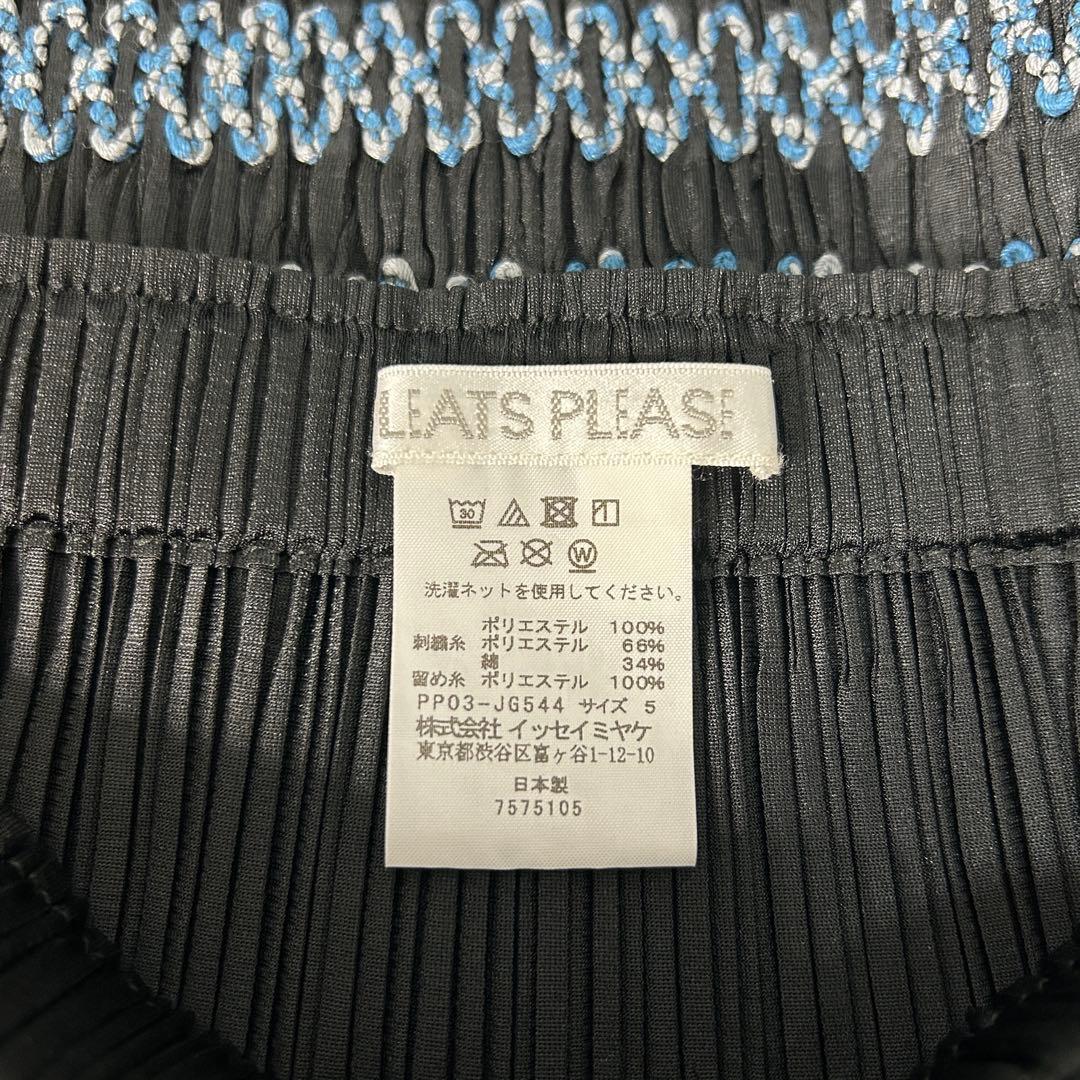 LEATS PLEASE
30
W
洗濯ネットを使用してください。
ポリエステル 100%
刺繍糸 ポリエステル 66%
綿 34%
留め糸 ポリエステル 100%
PP03-JG544 サイズ 5
株式会社 イッセイミヤケ
東京都渋谷区富ヶ谷1-12-10
日本製
7575105